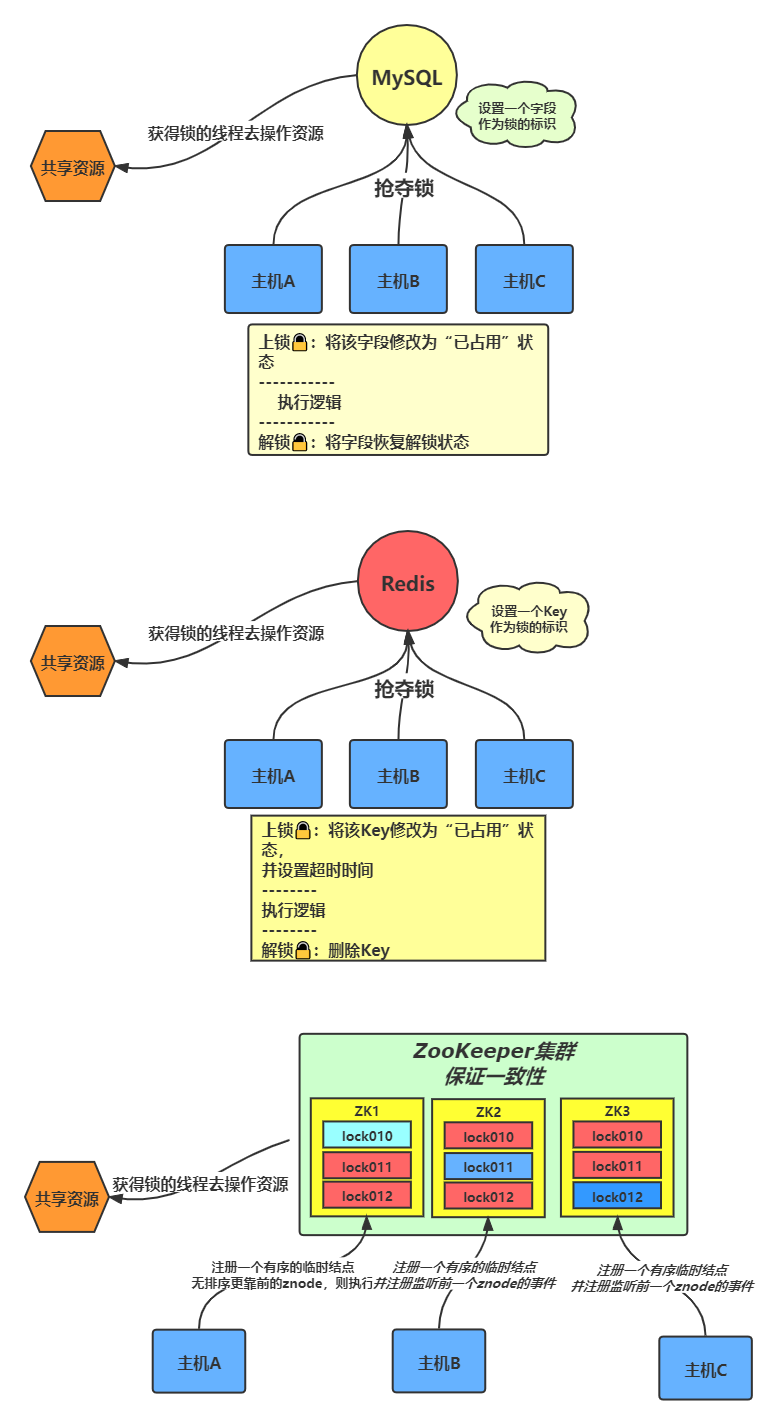 MySQL
设置一个字段
作为锁的标识
获得锁的线程去操作资源
共享资源
抢夺锁
主机A
主机B
主机C
上锁🔒：将该字段修改为“已占用”状
态
-----------
执行逻辑
-----------
解锁🔒：将字段恢复解锁状态
Redis
设置一个Key
作为锁的标识
获得锁的线程去操作资源
共享资源
抢夺锁
主机A
主机B
主机C
上锁🔒：将该Key修改为“已占用”状
态，
并设置超时时间
--------
执行逻辑
--------
解锁🔒：删除Key
ZooKeeper集群
保证一致性
ZK1
lock010
lock011
lock012
ZK2
lock010
lock011
lock012
ZK3
lock010
lock011
lock012
获得锁的线程去操作资源
共享资源
注册一个有序的临时结点
无排序更靠前的znode，则执行
注册一个有序的临时结点
并注册监听前一个znode的事件
注册一个有序临时结点
并注册监听前一个znode的事件
主机A
主机B
主机C